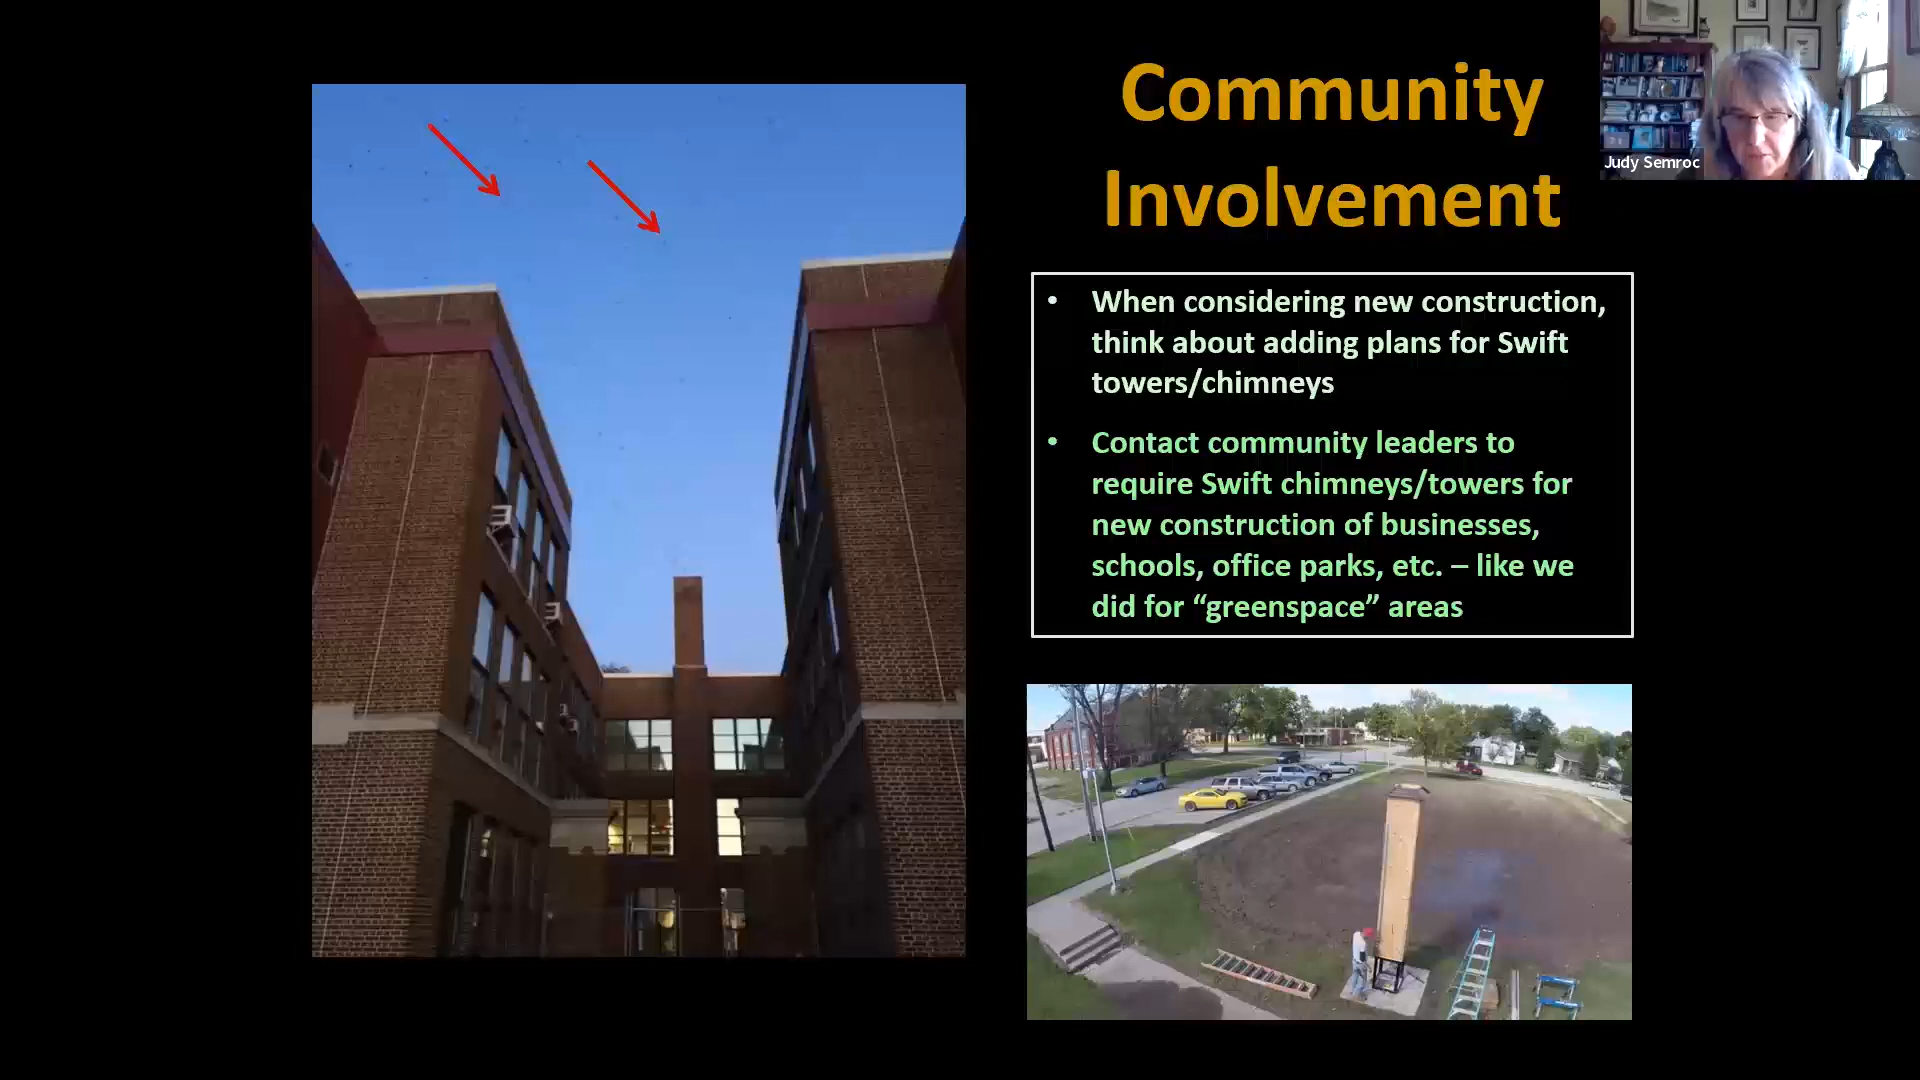 Community
Involvement
Judy Semroc
• When considering new construction,
think about adding plans for Swift
towers/chimneys
• Contact community leaders to
require Swift chimneys/towers for
new construction of businesses,
schools, office parks, etc. – like we
did for “greenspace” areas